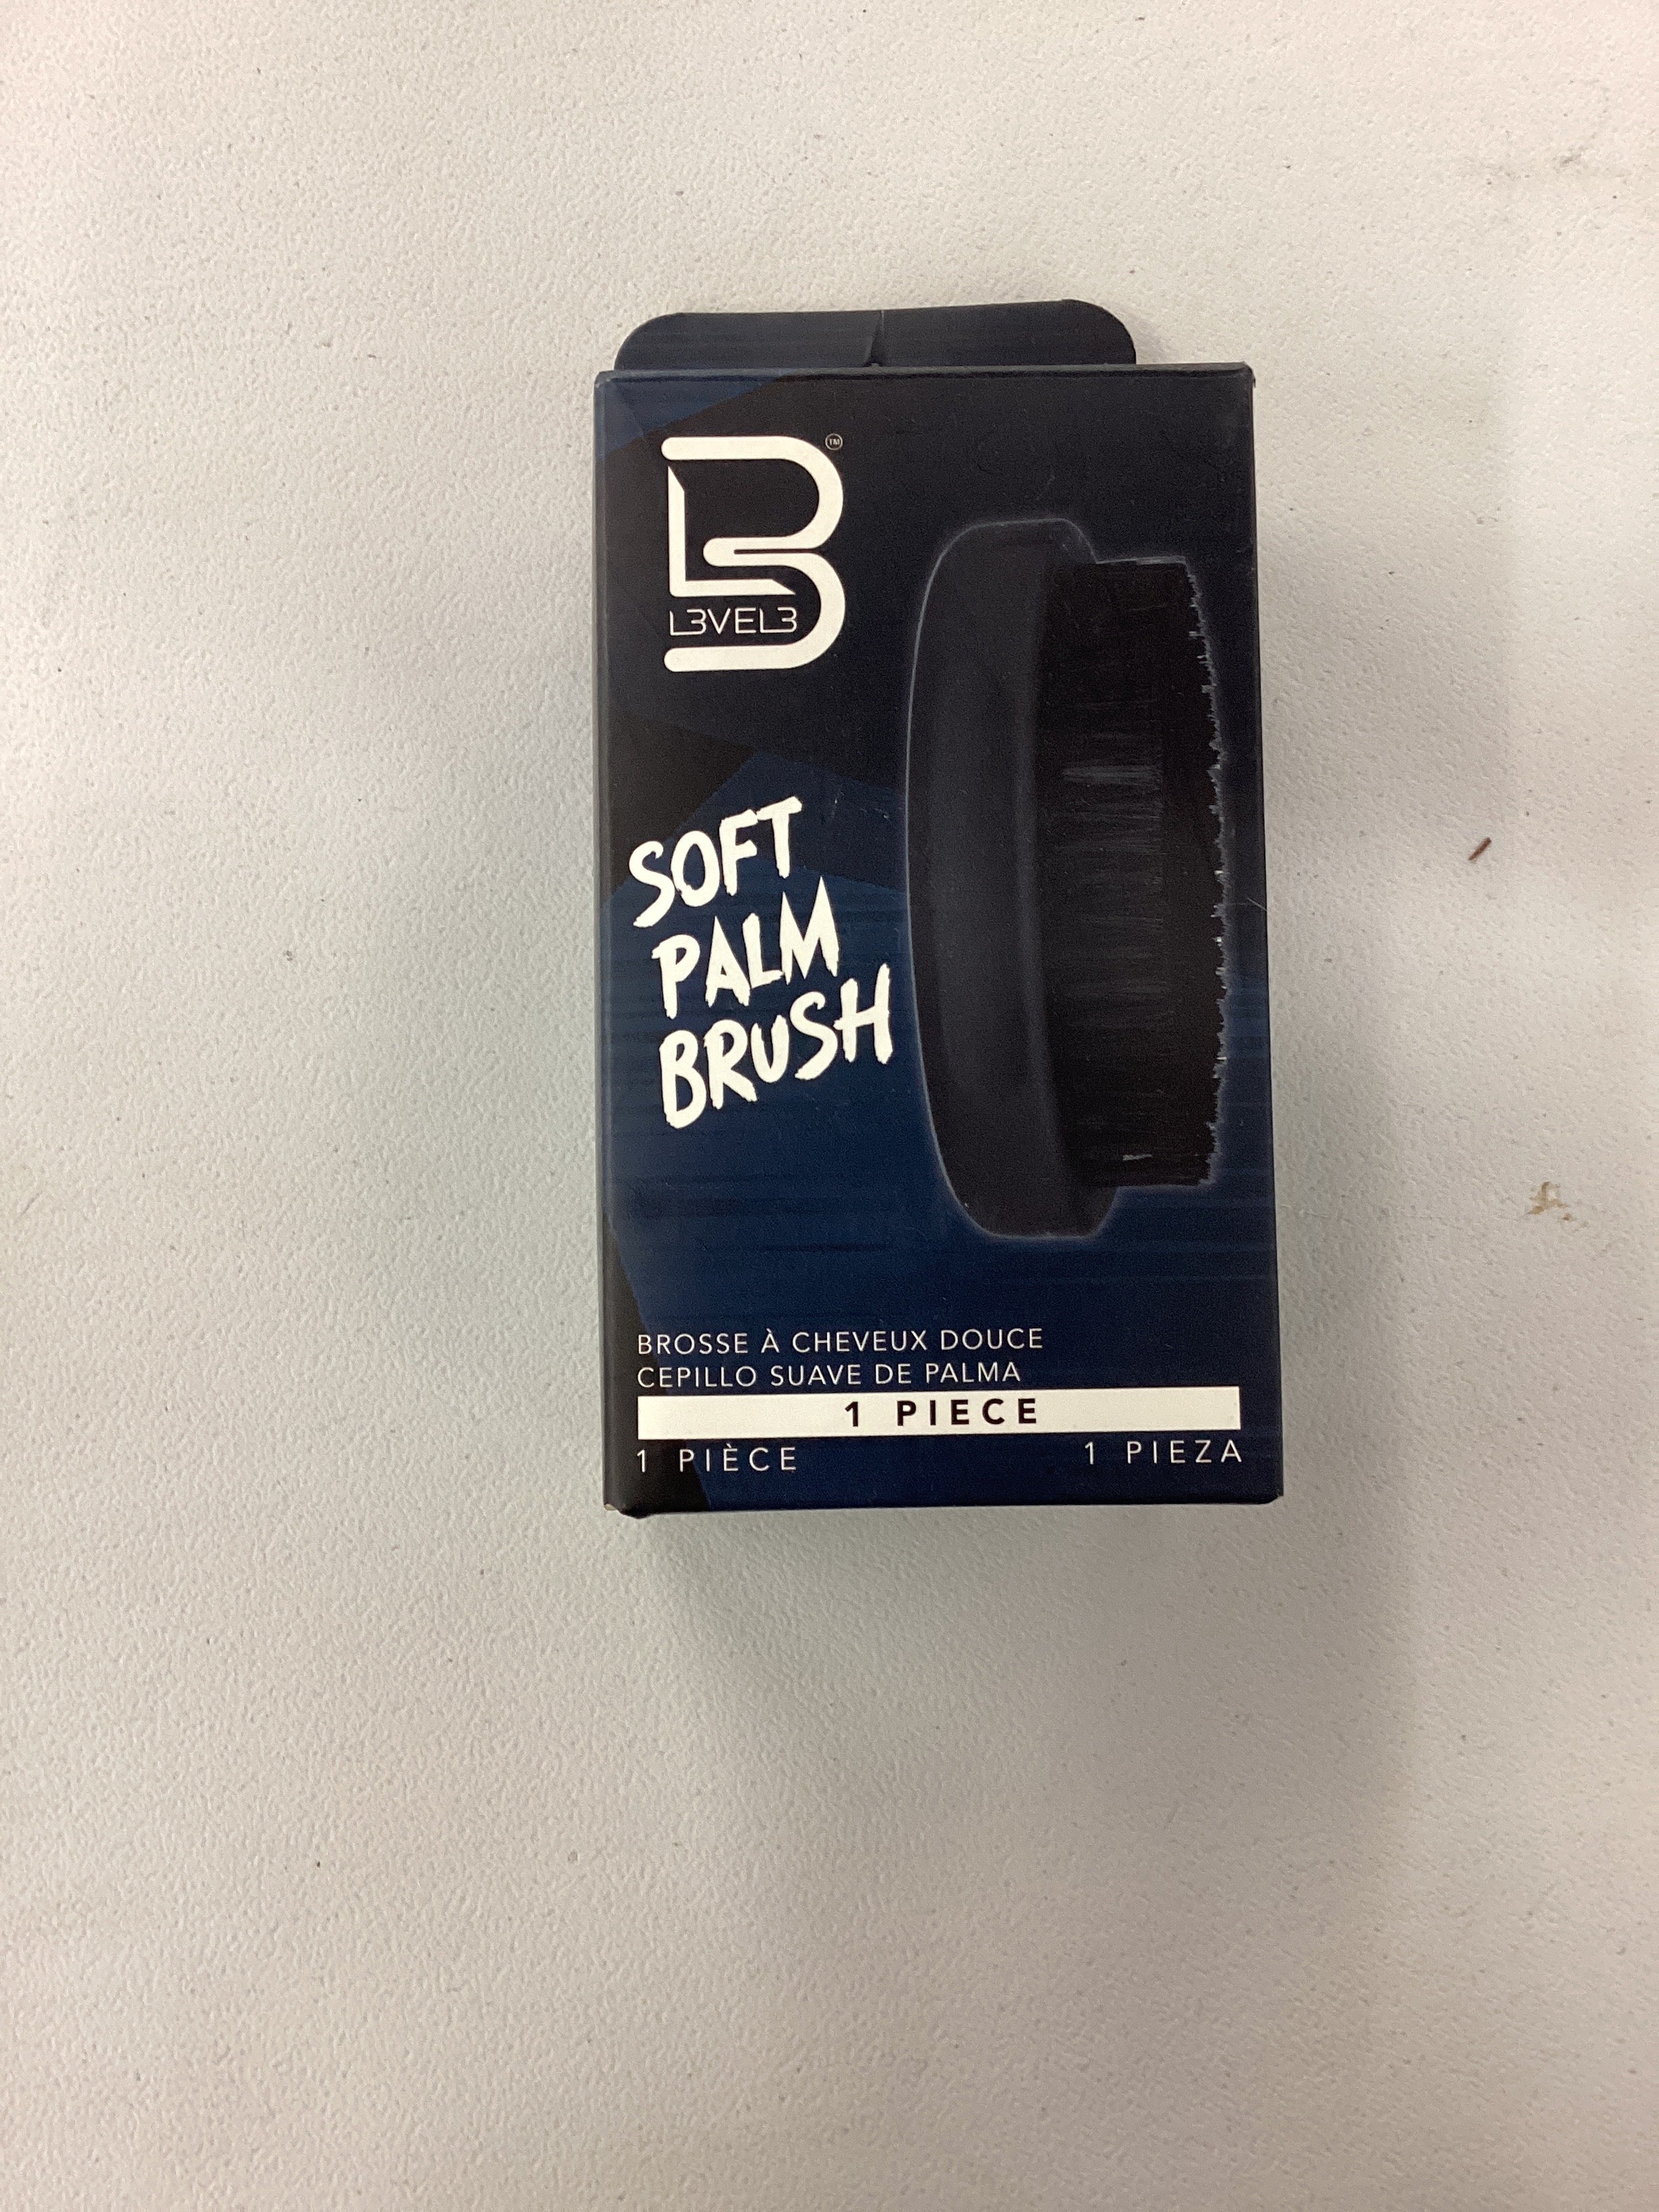 TM
L3VEL3
SOFT
PALM
BRUSH
BROSSE À CHEVEUX DOUCE
CEPILLO SUAVE DE PALMA
1 PIECE
1 PIÈCE
1 PIEZA